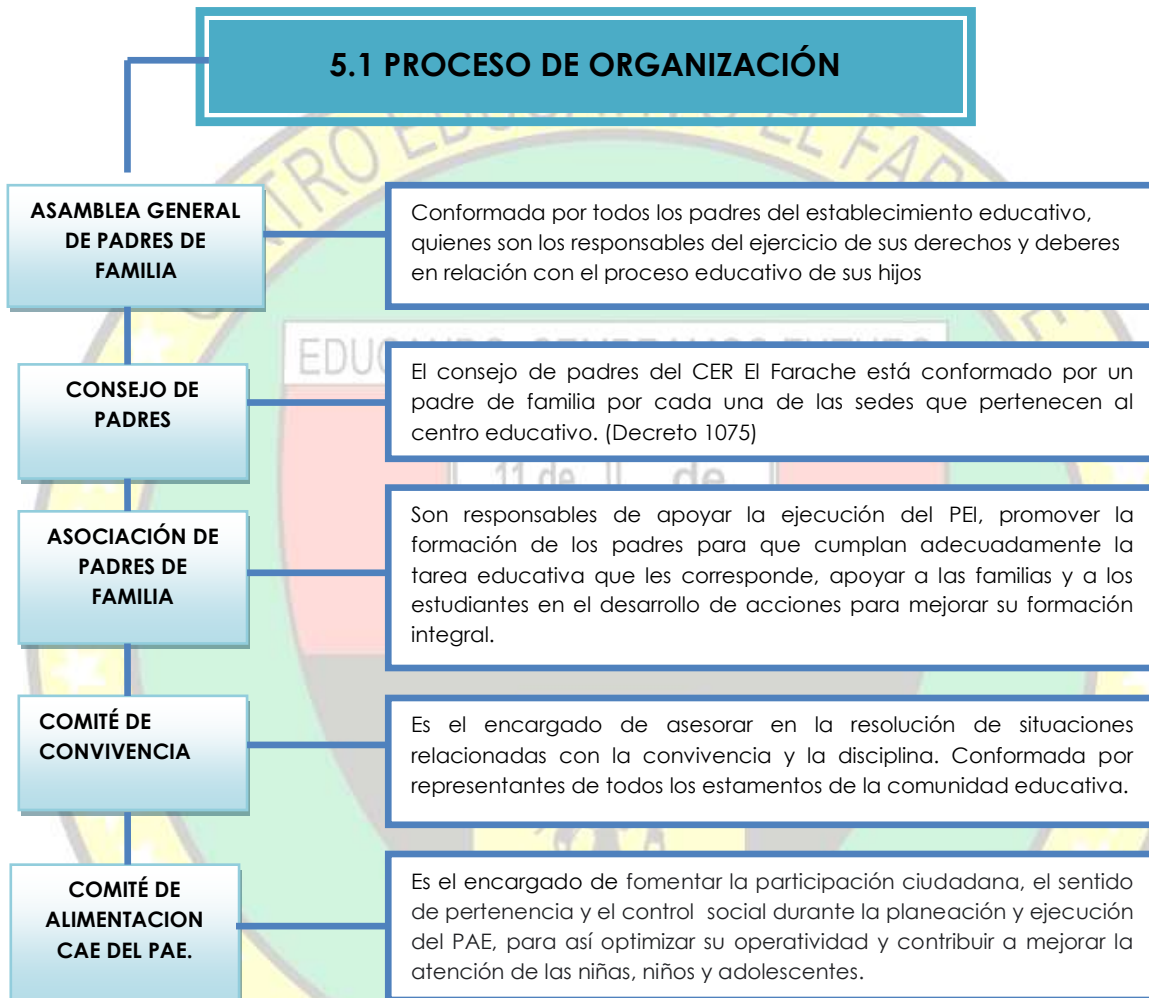 5.1 PROCESO DE ORGANIZACIÓN
ASAMBLEA GENERAL
DE PADRES DE
FAMILIA
Conformada por todos los padres del establecimiento educativo,
quienes son los responsables del ejercicio de sus derechos y deberes
en relación con el proceso educativo de sus hijos
CONSEJO DE
PADRES
El consejo de padres del CER El Farache está conformado por un
padre de familia por cada una de las sedes que pertenecen al
centro educativo. (Decreto 1075)
11 de
de
ASOCIACIÓN DE
PADRES DE
FAMILIA
Son responsables de apoyar la ejecución del PEI, promover la
formación de los padres para que cumplan adecuadamente la
tarea educativa que les corresponde, apoyar a las familias y a los
estudiantes en el desarrollo de acciones para mejorar su formación
integral.
COMITÉ DE
CONVIVENCIA
Es el encargado de asesorar en la resolución de situaciones
relacionadas con la convivencia y la disciplina. Conformada por
representantes de todos los estamentos de la comunidad educativa.
COMITÉ DE
ALIMENTACION
CAE DEL PAE.
Es el encargado de fomentar la participación ciudadana, el sentido
de pertenencia y el control social durante la planeación y ejecución
del PAE, para así optimizar su operatividad y contribuir a mejorar la
atención de las niñas, niños y adolescentes.